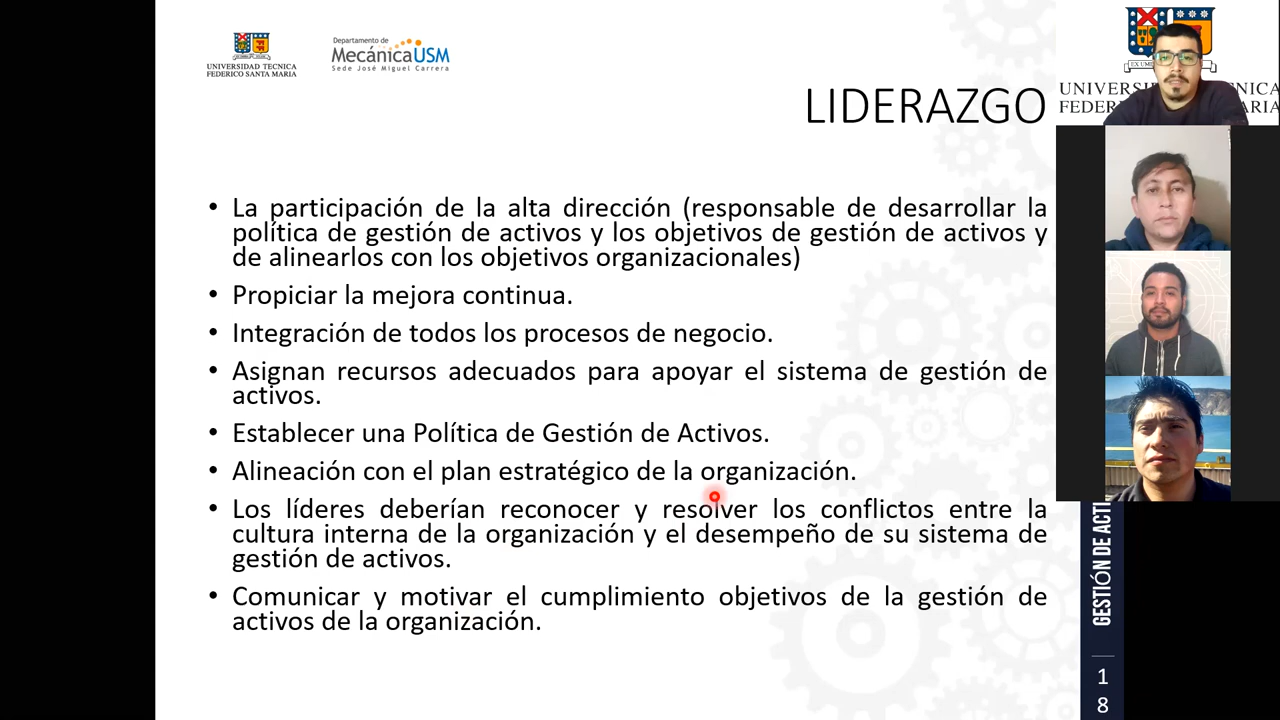 UNIVERSIDAD TECNICA
FEDERICO SANTA MARIA
Departamento de
MecánicaUSM
Sede José Miguel Carrera
LIDERAZGO
• La participación de la alta dirección (responsable de desarrollar la
política de gestión de activos y los objetivos de gestión de activos y
de alinearlos con los objetivos organizacionales)
• Propiciar la mejora continua.
• Integración de todos los procesos de negocio.
• Asignan recursos adecuados para apoyar el sistema de gestión de
activos.
• Establecer una Política de Gestión de Activos.
• Alineación con el plan estratégico de la organización.
• Los líderes deberían reconocer y resolver los conflictos entre la
cultura interna de la organización y el desempeño de su sistema de
gestión de activos.
• Comunicar y motivar el cumplimiento objetivos de la gestión de
activos de la organización.
GESTIÓN DE ACTI
1
8